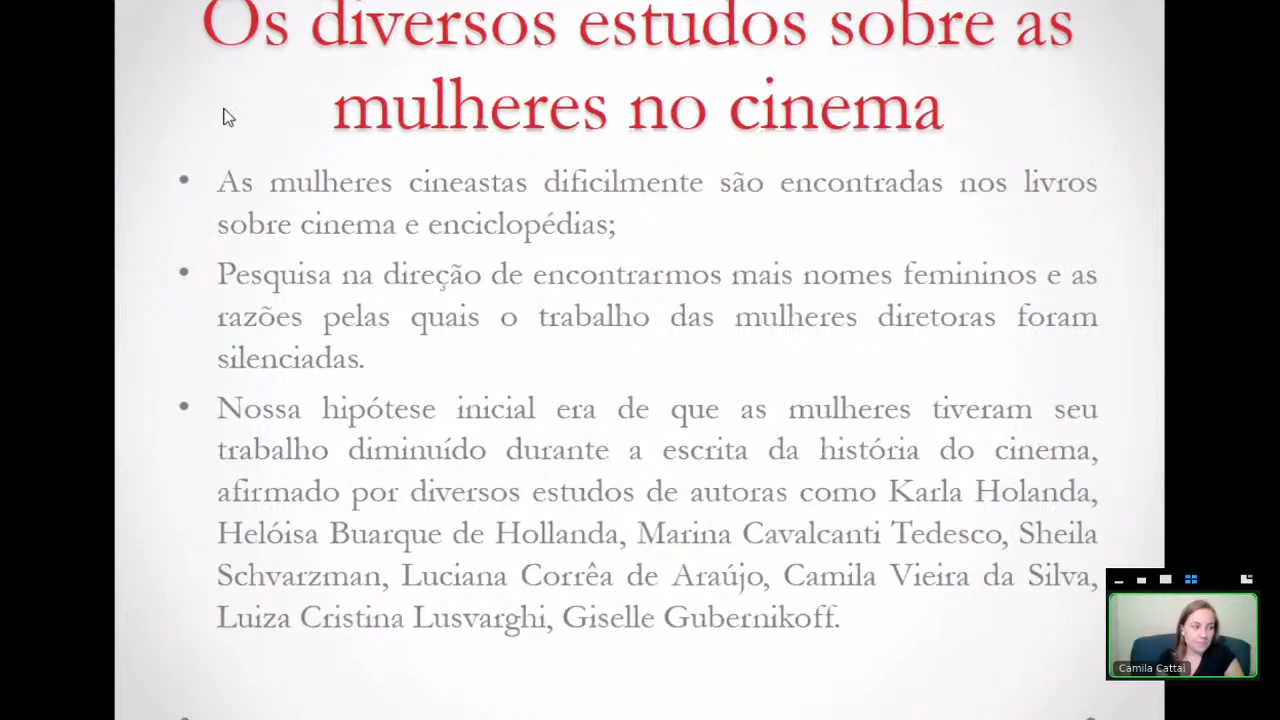 Os diversos estudos sobre as
mulheres no cinema
• As mulheres cineastas dificilmente são encontradas nos livros
sobre cinema e enciclopédias;
• Pesquisa na direção de encontrarmos mais nomes femininos e as
razões pelas quais o trabalho das mulheres diretoras foram
silenciadas.
• Nossa hipótese inicial era de que as mulheres tiveram seu
trabalho diminuído durante a escrita da história do cinema,
afirmado por diversos estudos de autoras como Karla Holanda,
Helóisa Buarque de Hollanda, Marina Cavalcanti Tedesco, Sheila
Schvarzman, Luciana Corrêa de Araújo, Camila Vieira da Silva,
Luiza Cristina Lusvarghi, Giselle Gubernikoff.
Camila Cattai